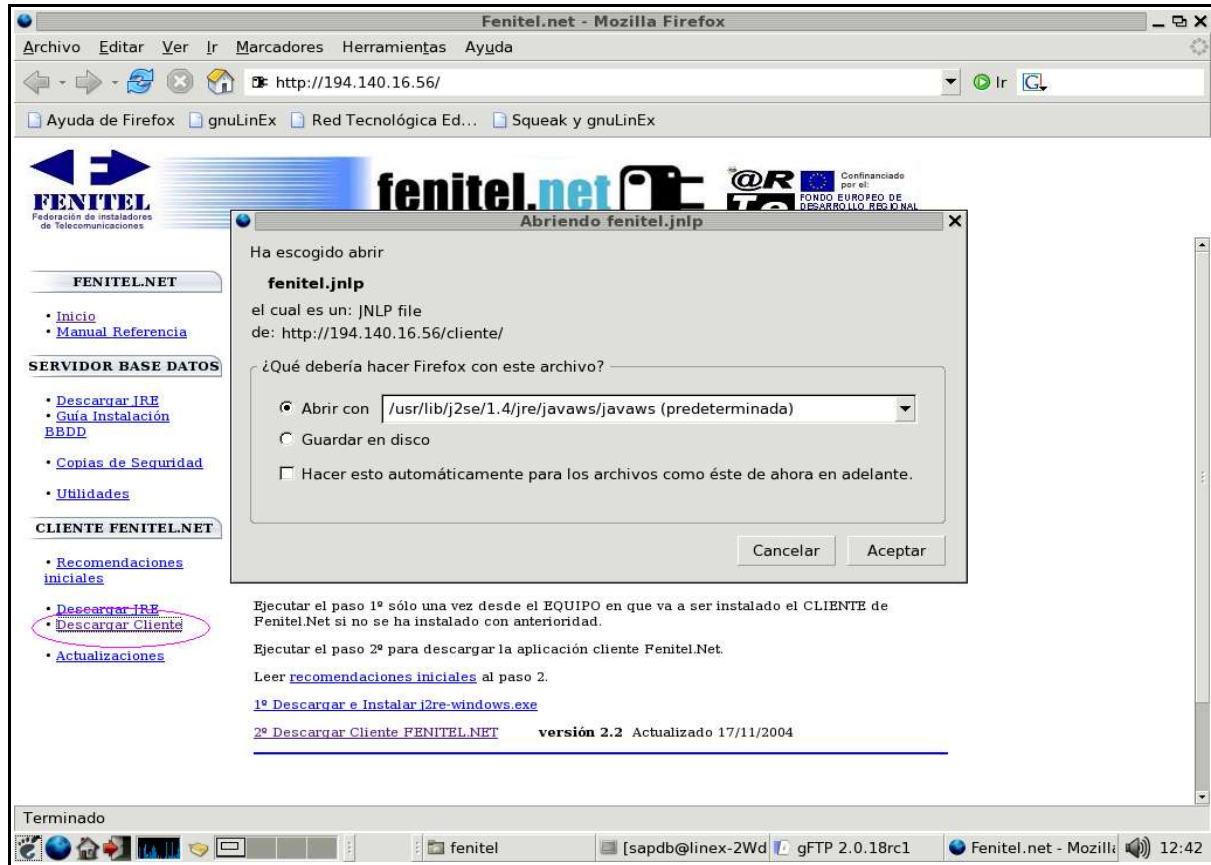 Fenitel.net - Mozilla Firefox
Archivo Editar Ver Ir Marcadores Herramientas Ayuda
http://194.140.16.56/
Ir
Ayuda de Firefox gnuLinEx Red Tecnológica Ed... Squeak y gnuLinEx
FENITEL
Federación de instaladores
de Telecomunicaciones
fenitel.net
@R
Confinanciado
por el:
FONDO EUROPEO DE
DESARROLLO REGIONAL
FENITEL.NET
• Inicio
• Manual Referencia
SERVIDOR BASE DATOS
• Descargar JRE
• Guía Instalación
BBDD
• Copias de Seguridad
• Utilidades
CLIENTE FENITEL.NET
• Recomendaciones
iniciales
• Descargar JRE
• Descargar Cliente
• Actualizaciones
Abriendo fenitel.jnlp
Ha escogido abrir
fenitel.jnlp
el cual es un: JNLP file
de: http://194.140.16.56/cliente/
¿Qué debería hacer Firefox con este archivo?
Abrir con /usr/lib/j2se/1.4/jre/javaws/javaws (predeterminada)
Guardar en disco
Hacer esto automáticamente para los archivos como éste de ahora en adelante.
Cancelar Aceptar
Ejecutar el paso 1º sólo una vez desde el EQUIPO en que va a ser instalado el CLIENTE de
Fenitel.Net si no se ha instalado con anterioridad.
Ejecutar el paso 2º para descargar la aplicación cliente Fenitel.Net.
Leer recomendaciones iniciales al paso 2.
1º Descargar e Instalar j2re-windows.exe
2º Descargar Cliente FENITEL.NET versión 2.2 Actualizado 17/11/2004
Terminado
fenitel [sapdb@linex-2Wd gFTP 2.0.18rc1 Fenitel.net - Mozilla 12:42